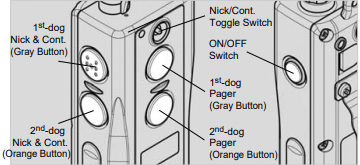 1st-dog
Nick & Cont.
(Gray Button)
2nd-dog
Nick & Cont.
(Orange Button)
Nick/Cont.
Toggle Switch
ON/OFF
Switch
1st-dog
Pager
(Gray Button)
2nd-dog
Pager
(Orange Button)